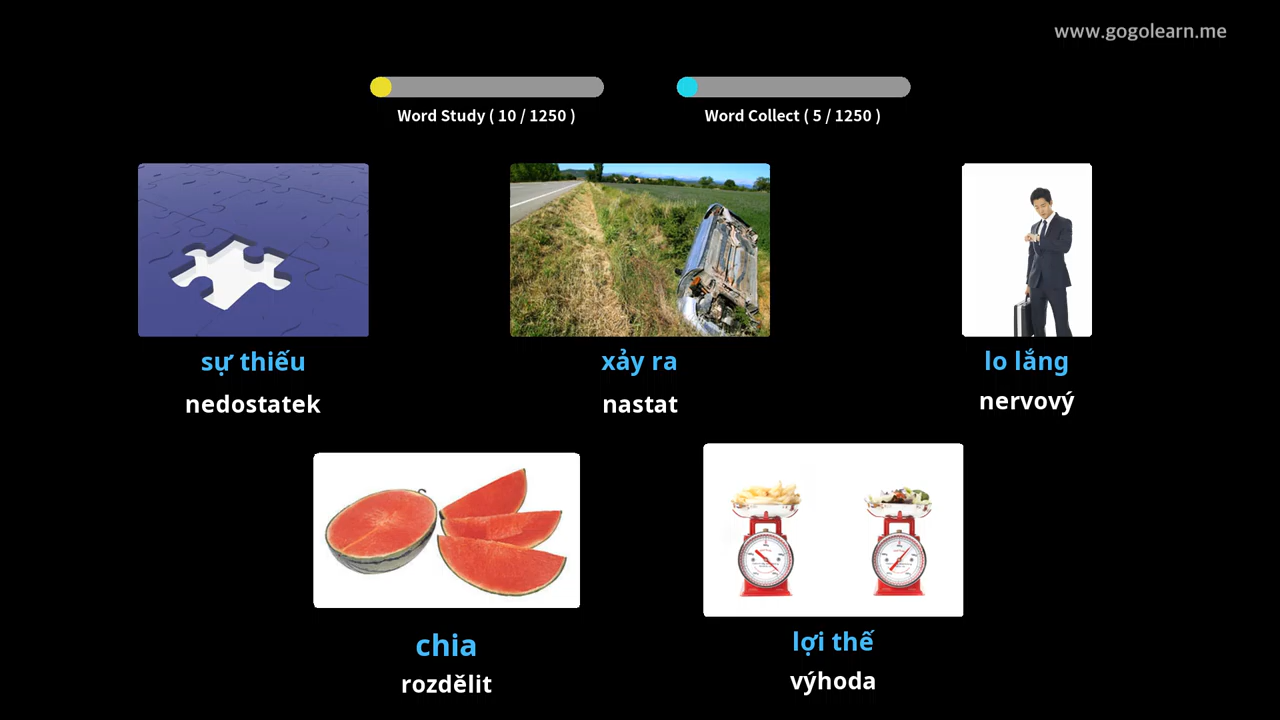 www.gogolearn.me
Word Study ( 10 / 1250 )
Word Collect ( 5 / 1250 )
sự thiếu
nedostatek
xảy ra
nastat
lo lắng
nervový
chia
rozdělit
lợi thế
výhoda